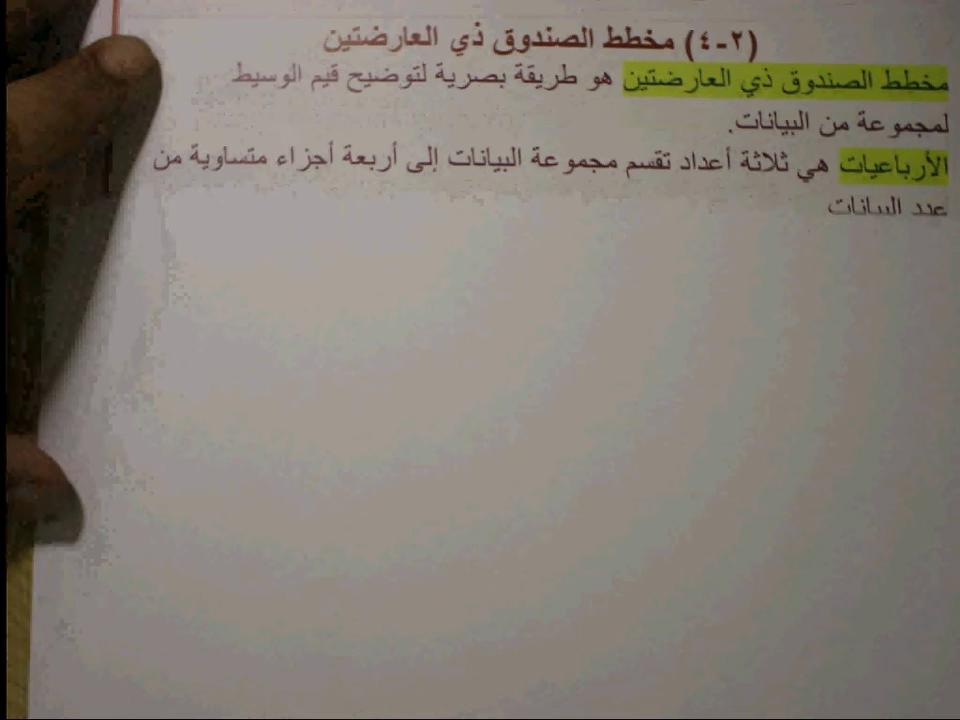 (٢-٤) مخطط الصندوق ذي العارضتين
مخطط الصندوق ذي العارضتين هو طريقة بصرية لتوضيح قيم الوسيط
لمجموعة من البيانات.
الأرباعيات هي ثلاثة أعداد تقسم مجموعة البيانات إلى أربعة أجزاء متساوية من
عدد البيانات